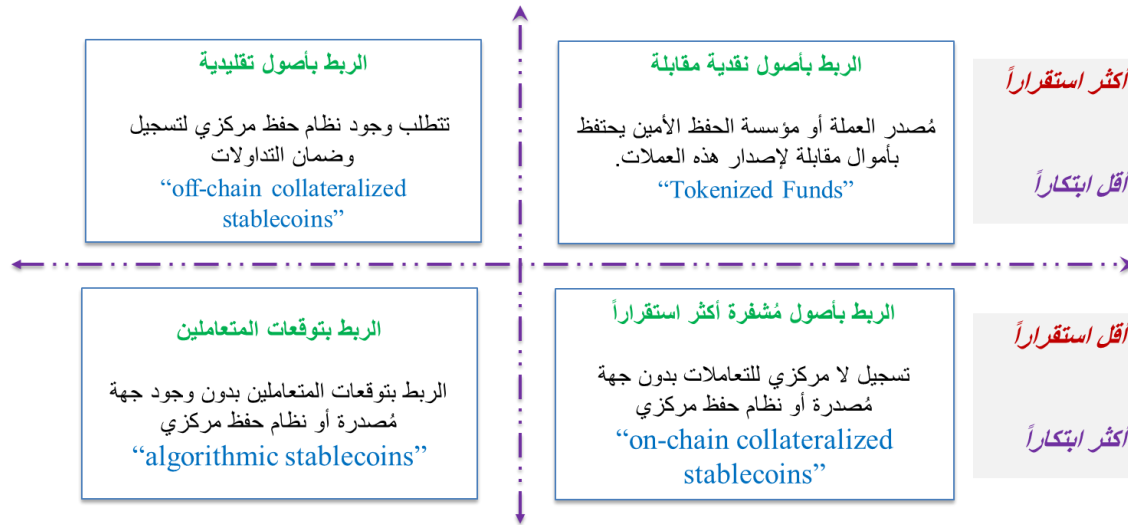 الربط بأصول نقدية مقابلة
مُصدر العملة أو مؤسسة الحفظ الأمين يحتفظ
بأموال مقابلة لإصدار هذه العملات.
“Tokenized Funds”
الربط بأصول تقليدية
تتطلب وجود نظام حفظ مركزي لتسجيل
وضمان التداولات
“off-chain collateralized
stablecoins”
أكثر استقراراً
أقل ابتكاراً
الربط بأصول مُشفرة أكثر استقراراً
تسجيل لا مركزي للتعاملات بدون جهة
مُصدرة أو نظام حفظ مركزي
“on-chain collateralized
stablecoins”
الربط بتوقعات المتعاملين
الربط بتوقعات المتعاملين بدون وجود جهة
مُصدرة أو نظام حفظ مركزي
“algorithmic stablecoins”
أقل استقراراً
أكثر ابتكاراً